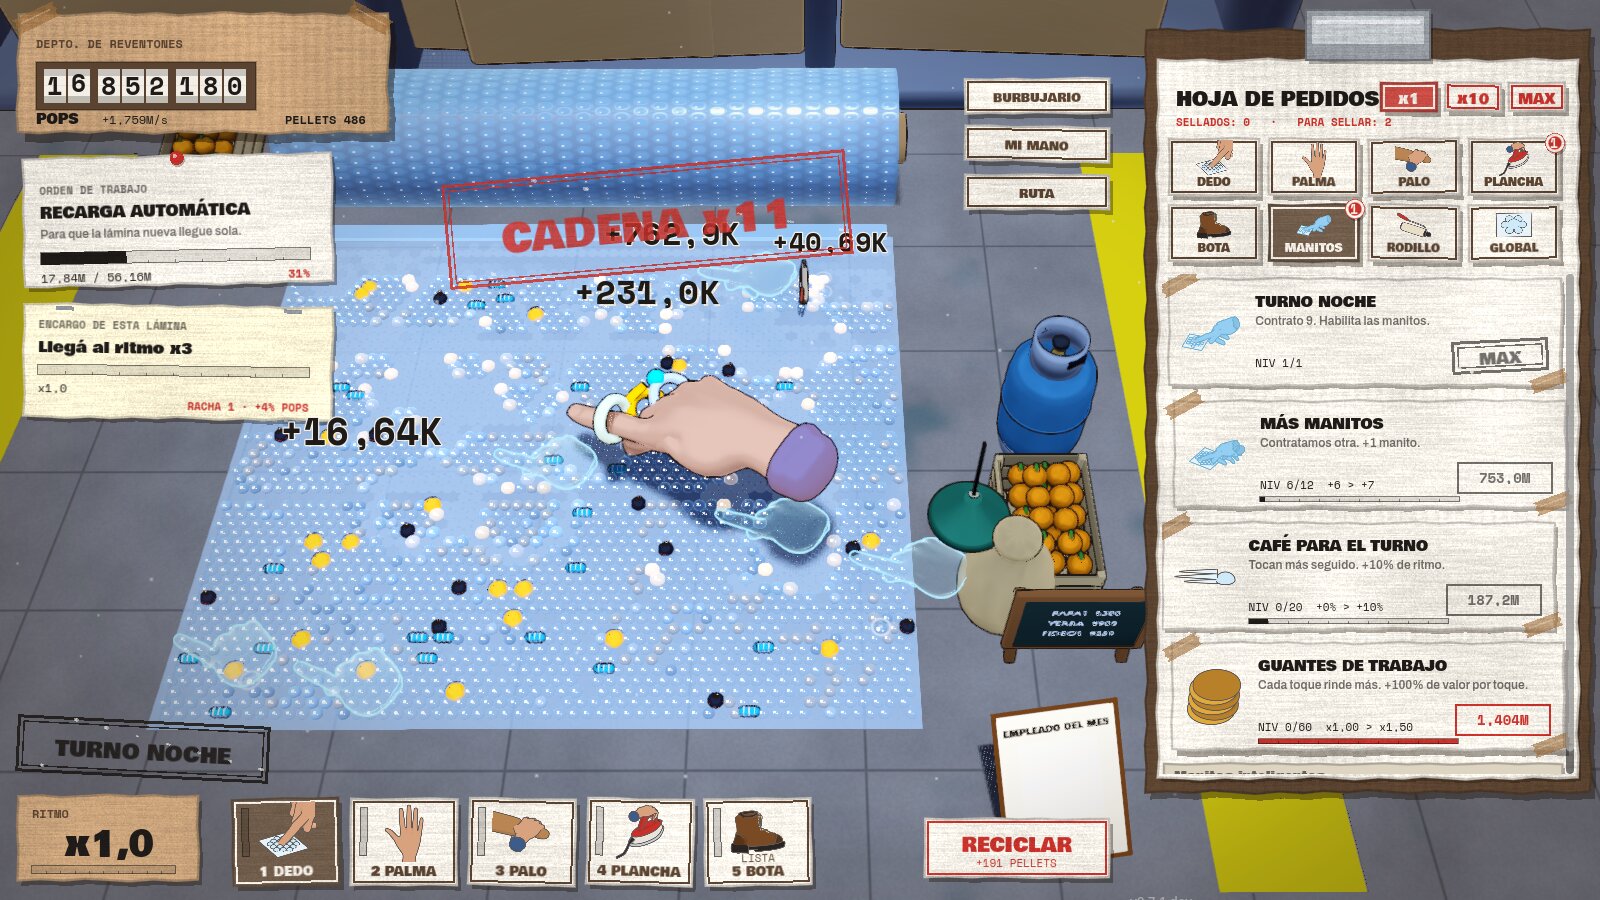 DEPTO. DE REVENTONES
16 852 180
POPS +1,759M/s PELLETS 486
ORDEN DE TRABAJO
RECARGA AUTOMÁTICA
Para que la lámina nueva llegue sola.
17,84M / 56,16M 31%
ENCARGO DE ESTA LÁMINA
Llegá al ritmo x3
x1,0
RACHA 1 · +4% POPS
CADENA x11
+762,9K
+40,69K
+231,0K
+16,64K
BURBUJARIO
MI MANO
RUTA
HOJA DE PEDIDOS x1 x10 MAX
SELLADOS: 0 · PARA SELLAR: 2
DEDO PALMA PALO PLANCHA 1
BOTA MANITOS 1 RODILLO GLOBAL
TURNO NOCHE
Contrato 9. Habilita las manitos.
NIV 1/1 MAX
MÁS MANITOS
Contratamos otra. +1 manito.
NIV 6/12 +6 > +7 753,0M
CAFÉ PARA EL TURNO
Tocan más seguido. +10% de ritmo.
NIV 0/20 +0% > +10% 187,2M
GUANTES DE TRABAJO
Cada toque rinde más. +100% de valor por toque.
NIV 0/60 x1,00 > x1,50 1,404M
EMPLEADO DEL MES
TURNO NOCHE
RITMO
x1,0
1 DEDO
2 PALMA
3 PALO
4 PLANCHA
LISTA
5 BOTA
RECICLAR
+191 PELLETS